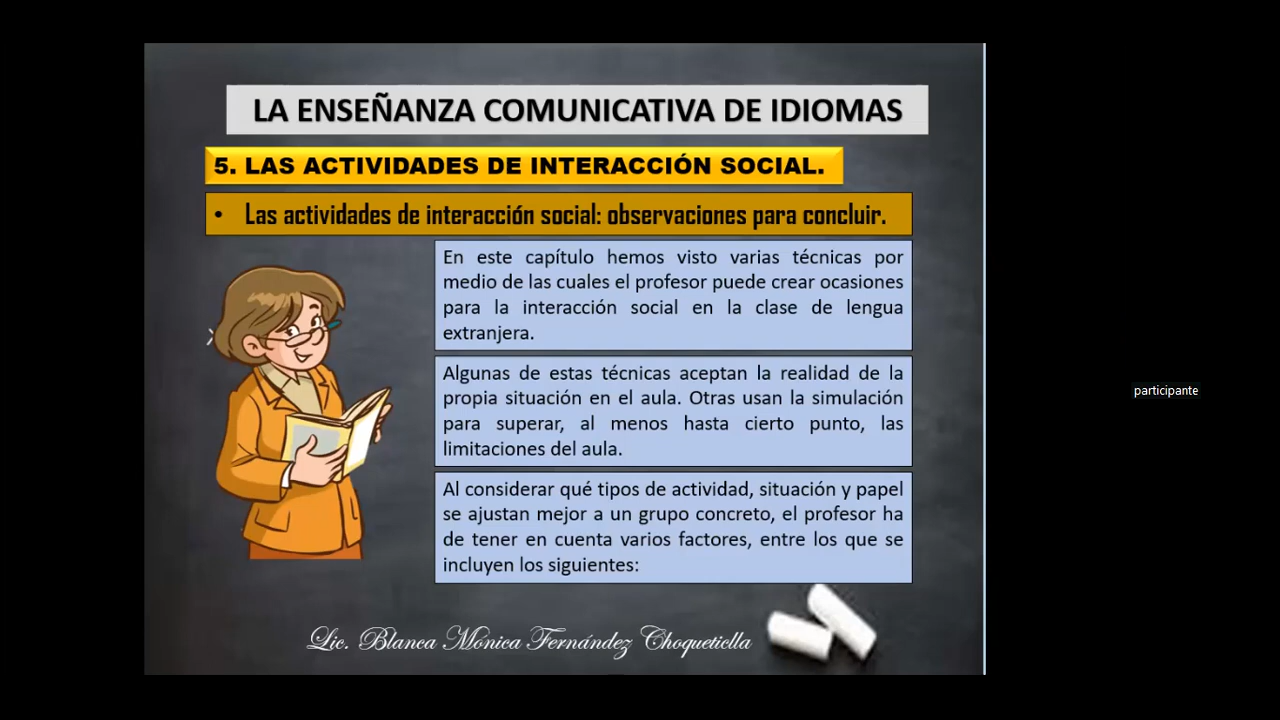 LA ENSEÑANZA COMUNICATIVA DE IDIOMAS
5. LAS ACTIVIDADES DE INTERACCIÓN SOCIAL.
• Las actividades de interacción social: observaciones para concluir.
En este capítulo hemos visto varias técnicas por
medio de las cuales el profesor puede crear ocasiones
para la interacción social en la clase de lengua
extranjera.
Algunas de estas técnicas aceptan la realidad de la
propia situación en el aula. Otras usan la simulación
para superar, al menos hasta cierto punto, las
limitaciones del aula.
Al considerar qué tipos de actividad, situación y papel
se ajustan mejor a un grupo concreto, el profesor ha
de tener en cuenta varios factores, entre los que se
incluyen los siguientes:
Lic. Blanca Mónica Fernández Choqueticlla
participante